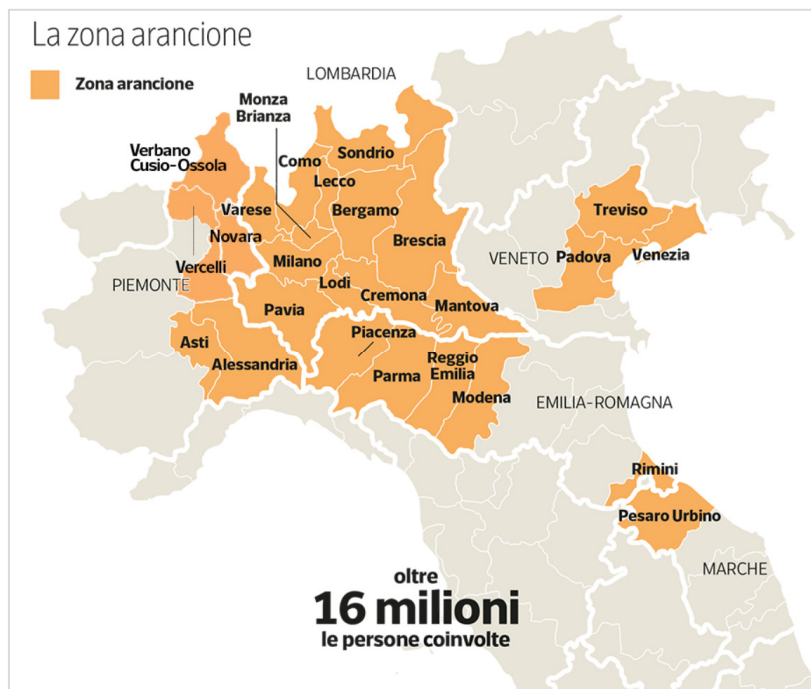 La zona arancione
Zona arancione
LOMBARDIA
Monza
Brianza
Verbano
Cusio-Ossola
Como
Sondrio
Lecco
Varese
Bergamo
Treviso
Novara
Brescia
Milano
VENETO
Padova
Venezia
Vercelli
PIEMONTE
Lodi
Cremona
Mantova
Pavia
Asti
Piacenza
Alessandria
Parma
Reggio
Emilia
Modena
EMILIA-ROMAGNA
Rimini
Pesaro Urbino
MARCHE
oltre
16 milioni
le persone coinvolte